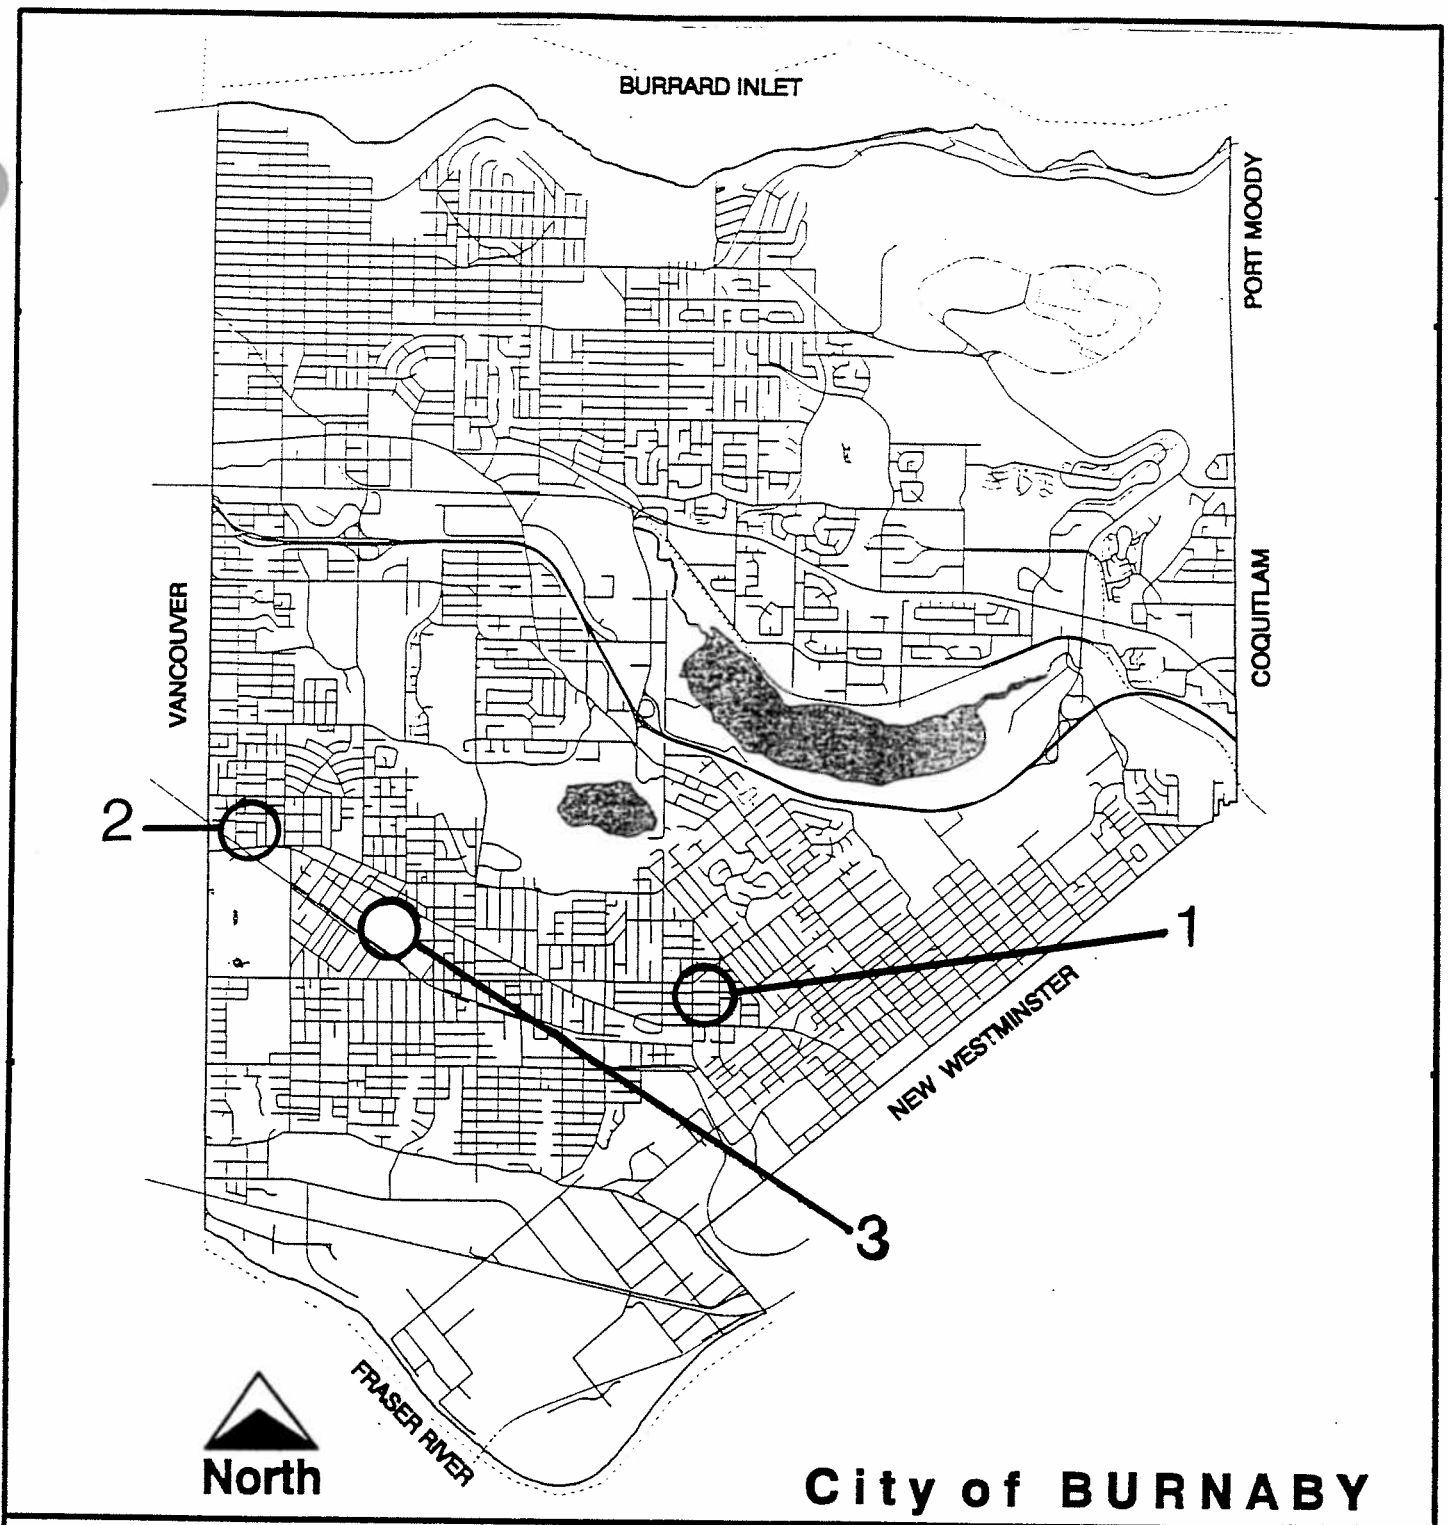 BURRARD INLET
PORT MOODY
VANCOUVER
COQUITLAM
2
1
NEW WESTMINSTER
3
FRASER RIVER
North
City of BURNABY